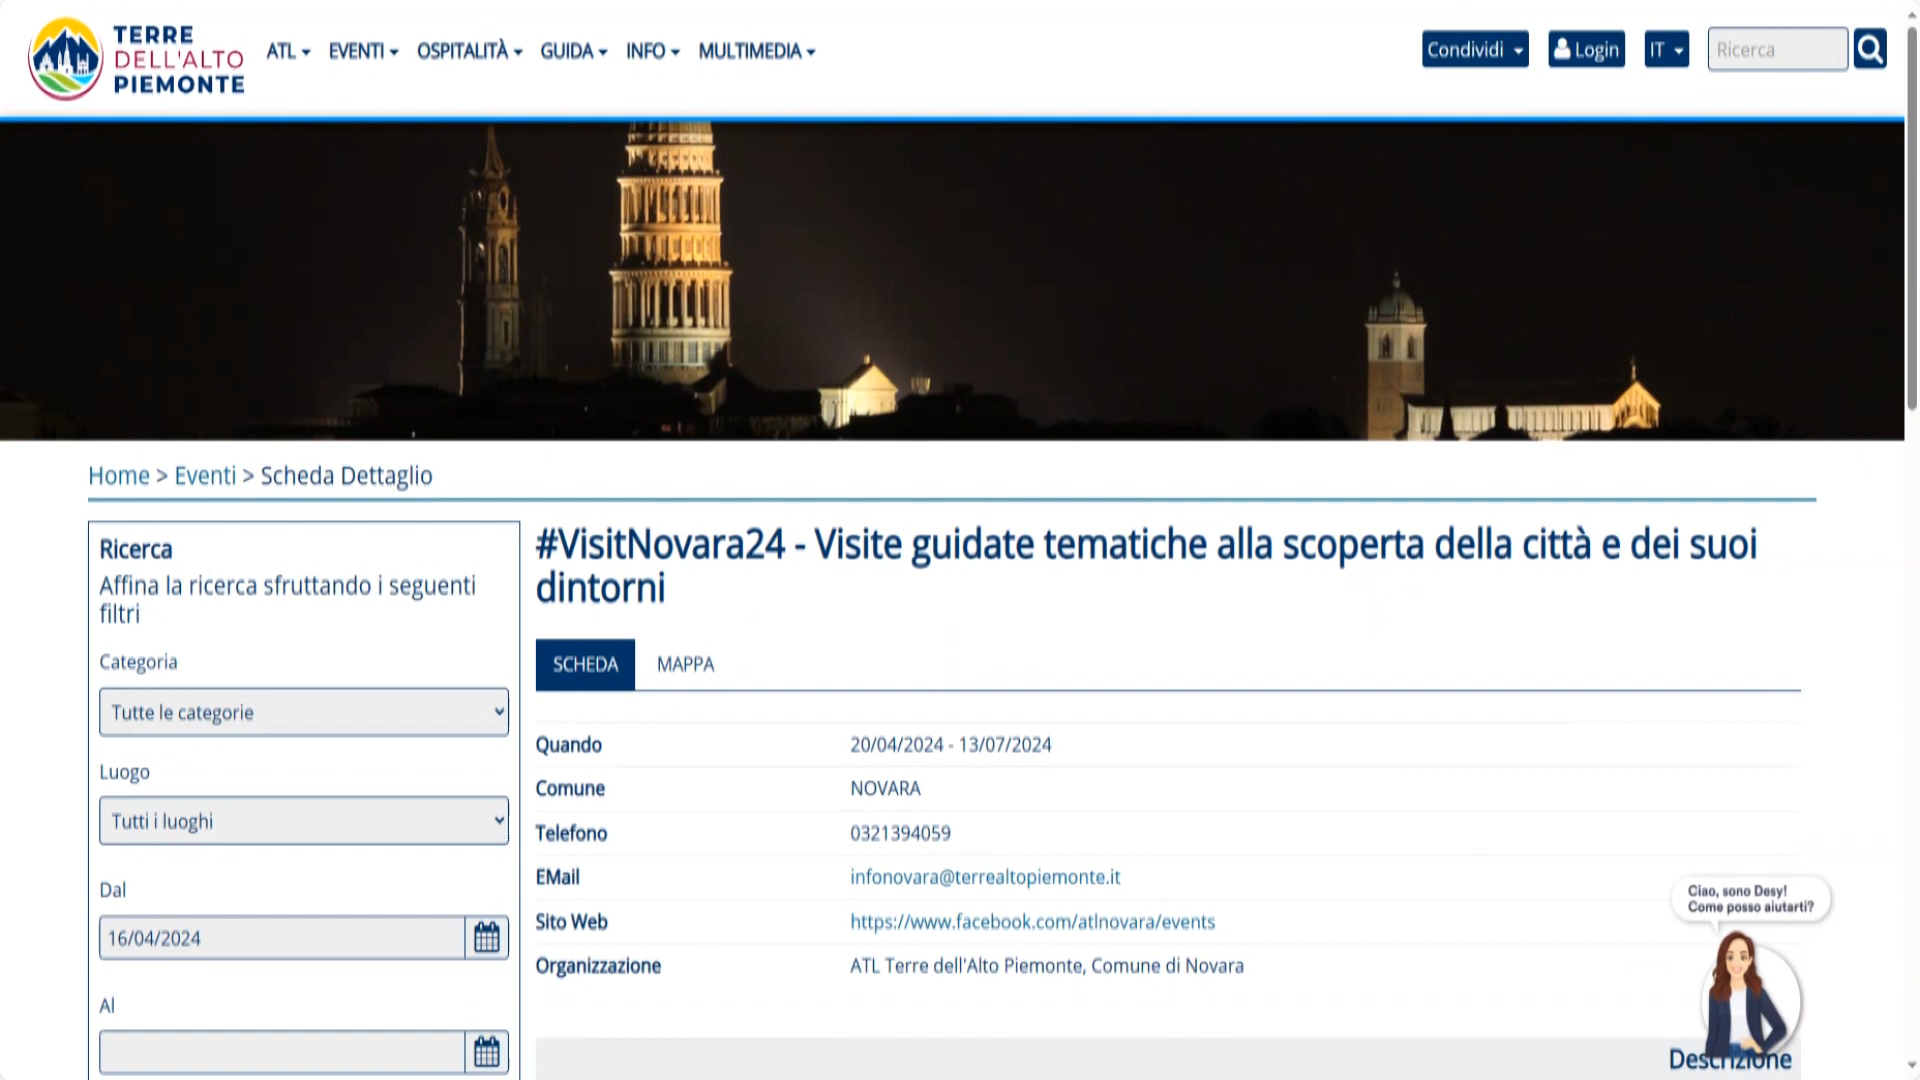 TERRE
DELL'ALTO
PIEMONTE
ATL
EVENTI
OSPITALITÀ
GUIDA
INFO
MULTIMEDIA
Condividi
Login
IT
Ricerca
Home > Eventi > Scheda Dettaglio
Ricerca
Affina la ricerca sfruttando i seguenti
filtri
Categoria
Tutte le categorie
Luogo
Tutti i luoghi
Dal
16/04/2024
Al
#VisitNovara24 - Visite guidate tematiche alla scoperta della città e dei suoi
dintorni
SCHEDA
MAPPA
Quando 20/04/2024 - 13/07/2024
Comune NOVARA
Telefono 0321394059
EMail infonovara@terrealtopiemonte.it
Sito Web https://www.facebook.com/atlnovara/events
Organizzazione ATL Terre dell'Alto Piemonte, Comune di Novara
Ciao, sono Desy!
Come posso aiutarti?
Descrizione